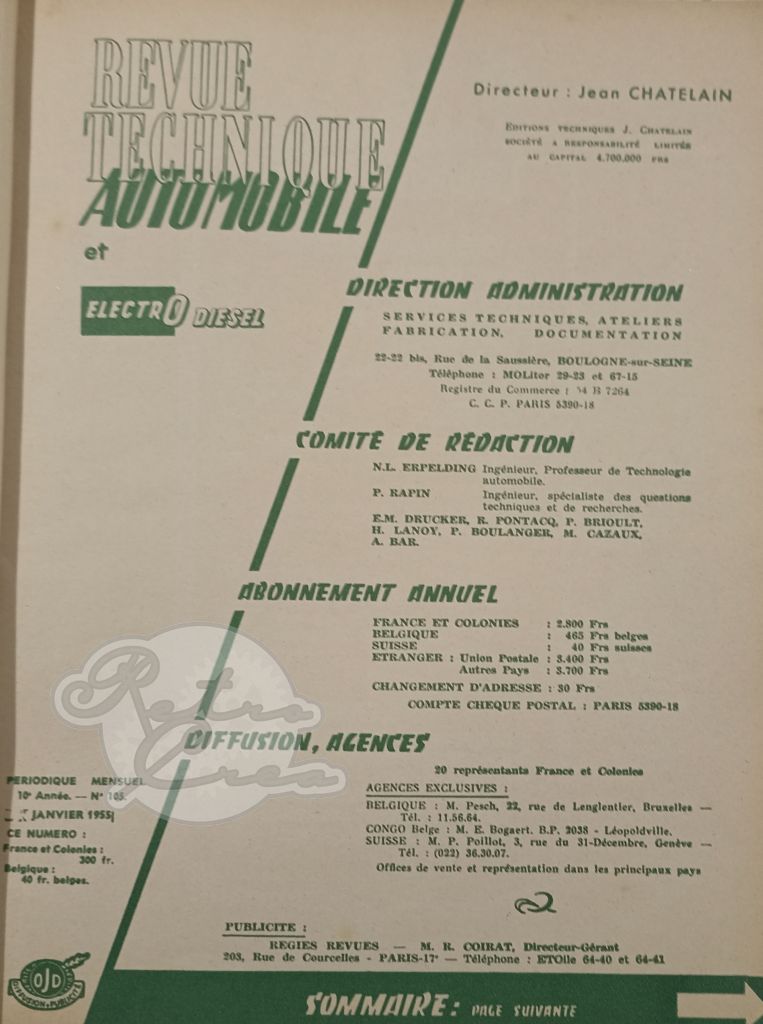 REVUE
TECHNIQUE
AUTOMOBILE
et
ELECTRO DIESEL
Directeur : Jean CHATELAIN
EDITIONS TECHNIQUES J. CHATELAIN
SOCIÉTÉ A RESPONSABILITÉ LIMITÉE
AU CAPITAL 4.700.000 FRS
DIRECTION ADMINISTRATION
SERVICES TECHNIQUES, ATELIERS
FABRICATION, DOCUMENTATION
22-22 bis, Rue de la Saussière, BOULOGNE-sur-SEINE
Téléphone : MOLitor 29-23 et 67-15
Registre du Commerce : 54 B 7264
C. C. P. PARIS 5390-18
COMITÉ DE RÉDACTION
N.L. ERPELDING Ingénieur, Professeur de Technologie
automobile.
P. RAPIN Ingénieur, spécialiste des questions
techniques et de recherches.
E.M. DRUCKER, R. PONTACQ, P. BRIOULT,
H. LANOY, P. BOULANGER, M. CAZAUX,
A. BAR.
ABONNEMENT ANNUEL
FRANCE ET COLONIES : 2.800 Frs
BELGIQUE : 465 Frs belges
SUISSE : 40 Frs suisses
ETRANGER : Union Postale : 3.400 Frs
Autres Pays : 3.700 Frs
CHANGEMENT D'ADRESSE : 30 Frs
COMPTE CHEQUE POSTAL : PARIS 5390-18
Retro
Crea
DIFFUSION, AGENCES
20 représentants France et Colonies
AGENCES EXCLUSIVES :
BELGIQUE : M. Pesch, 22, rue de Lenglentier, Bruxelles —
Tél. : 11.56.64.
CONGO Belge : M. E. Bogaert. B.P. 2038 - Léopoldville.
SUISSE : M. P. Poillot, 3, rue du 31-Décembre, Genève —
Tél. : (022) 36.30.07.
Offices de vente et représentation dans les principaux pays
PERIODIQUE MENSUEL
10e Année. — N° 105.
JANVIER 1955
CE NUMERO :
France et Colonies :
300 fr.
Belgique :
40 fr. belges.
PUBLICITE :
REGIES REVUES — M. R. COIRAT, Directeur-Gérant
203, Rue de Courcelles - PARIS-17e — Téléphone : ETOile 64-40 et 64-41
OJD
DIFFUSION PUBLICITÉ
SOMMAIRE : PAGE SUIVANTE